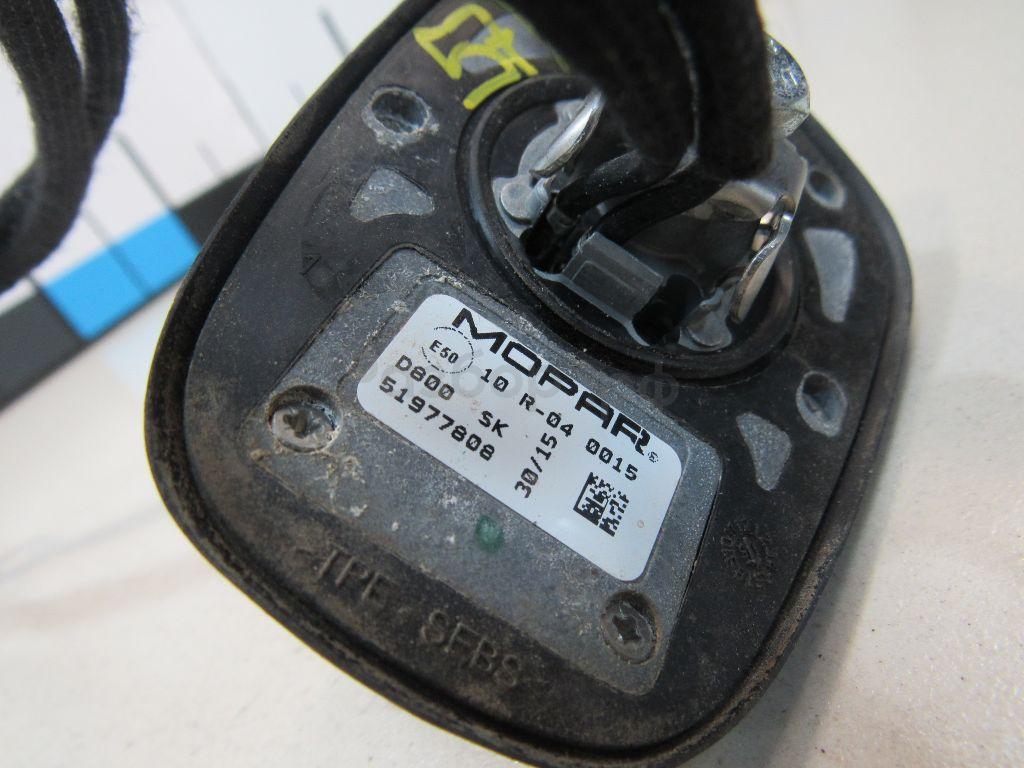 MOPAR®
E50 10 R-04 0015
D800 SK 30/15
51977808
TPE / SEBS